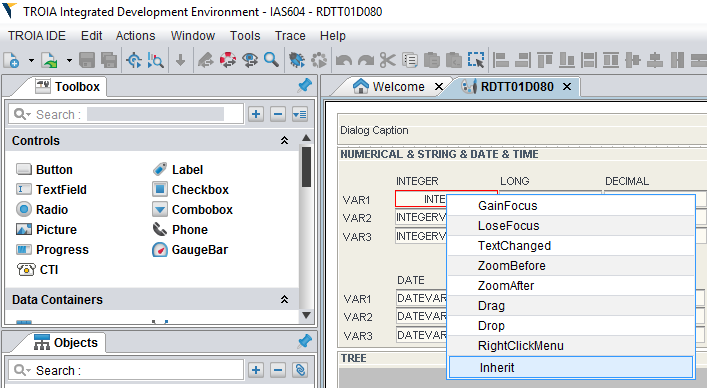 TROIA Integrated Development Environment - IAS604 - RDTT01D080
TROIA IDE Edit Actions Window Tools Trace Help
Toolbox
Search :
Controls
Button Label
TextField Checkbox
Radio Combobox
Picture Phone
Progress GaugeBar
CTI
Data Containers
Objects
Search :
Welcome RDTT01D080
Dialog Caption
NUMERICAL & STRING & DATE & TIME
INTEGER LONG DECIMAL
VAR1 INTE
VAR2 INTEGERV
VAR3 INTEGERV
DATE
VAR1 DATEVAR
VAR2 DATEVAR
VAR3 DATEVAR
TREE
GainFocus
LoseFocus
TextChanged
ZoomBefore
ZoomAfter
Drag
Drop
RightClickMenu
Inherit